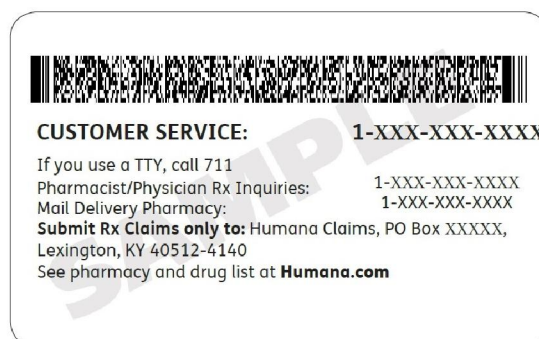 CUSTOMER SERVICE: 1-XXX-XXX-XXXX
If you use a TTY, call 711
Pharmacist/Physician Rx Inquiries: 1-XXX-XXX-XXXX
Mail Delivery Pharmacy: 1-XXX-XXX-XXXX
Submit Rx Claims only to: Humana Claims, PO Box XXXXX,
Lexington, KY 40512-4140
See pharmacy and drug list at Humana.com
SAMPLE